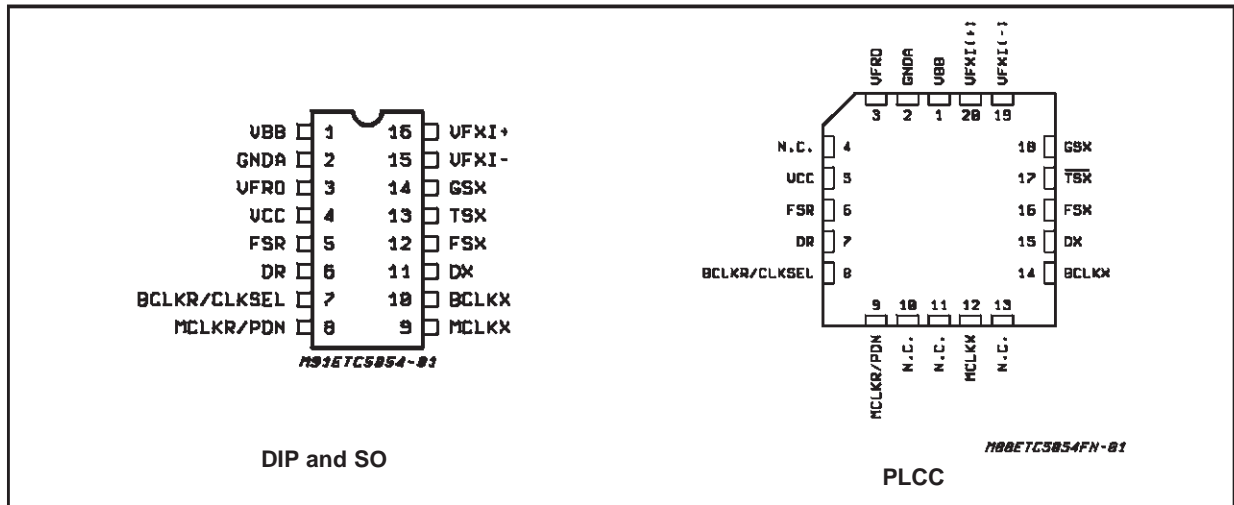 VBB 1 16 VFXI+
GNDA 2 15 VFXI-
VFRO 3 14 GSX
VCC 4 13 TSX
FSR 5 12 FSX
DR 6 11 DX
BCLKR/CLKSEL 7 10 BCLKX
MCLKR/PDN 8 9 MCLKX
M91ETC5054-01
DIP and SO
VFRO
GNDA
VBB
VFXI(+)
VFXI(-)
3 2 1 20 19
N.C. 4 18 GSX
VCC 5 17 TSX
FSR 6 16 FSX
DR 7 15 DX
BCLKR/CLKSEL 8 14 BCLKX
9 10 11 12 13
MCLKR/PDN
N.C.
N.C.
MCLKX
N.C.
M88ETC5054FN-01
PLCC